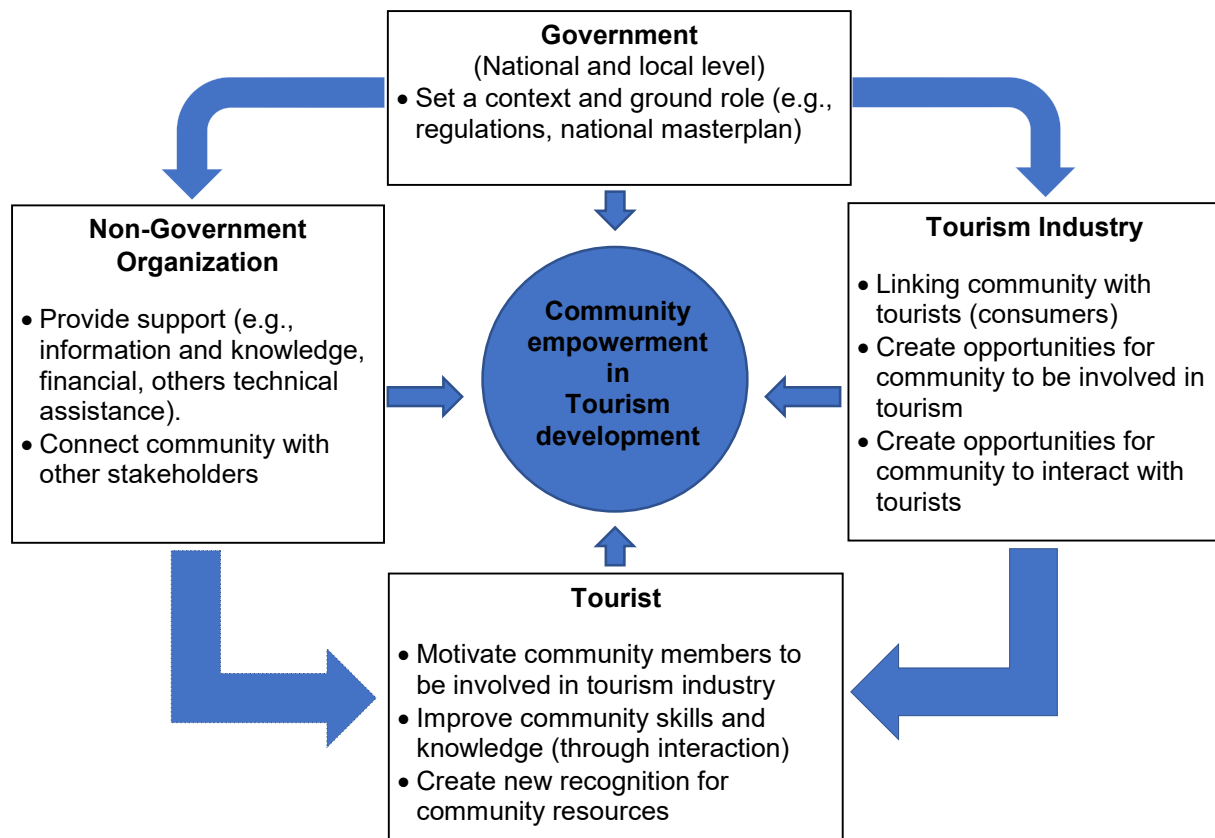 Government
(National and local level)
• Set a context and ground role (e.g.,
regulations, national masterplan)
Non-Government
Organization
• Provide support (e.g.,
information and knowledge,
financial, others technical
assistance).
• Connect community with
other stakeholders
Community
empowerment
in
Tourism
development
Tourism Industry
• Linking community with
tourists (consumers)
• Create opportunities for
community to be involved in
tourism
• Create opportunities for
community to interact with
tourists
Tourist
• Motivate community members to
be involved in tourism industry
• Improve community skills and
knowledge (through interaction)
• Create new recognition for
community resources